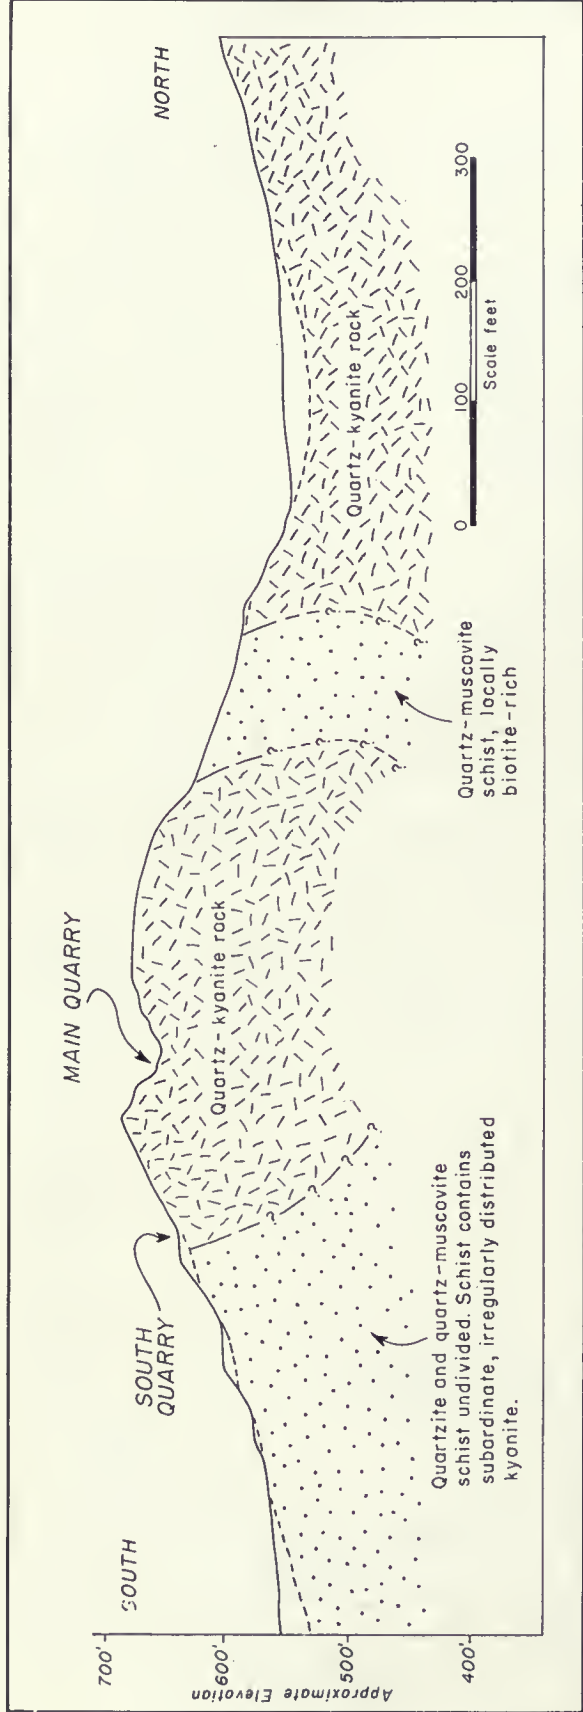 SOUTH
NORTH
SOUTH
QUARRY
MAIN QUARRY
Approximate Elevation
700'
600'
500'
400'
Quartz-kyanite rock
Quartz-kyanite rock
Quartzite and quartz-muscovite
schist undivided. Schist contains
subordinate, irregularly distributed
kyanite.
Quartz-muscovite
schist, locally
biotite-rich
?
?
?
?
?
?
?
?
?
?
?
0
100
200
300
Scale feet